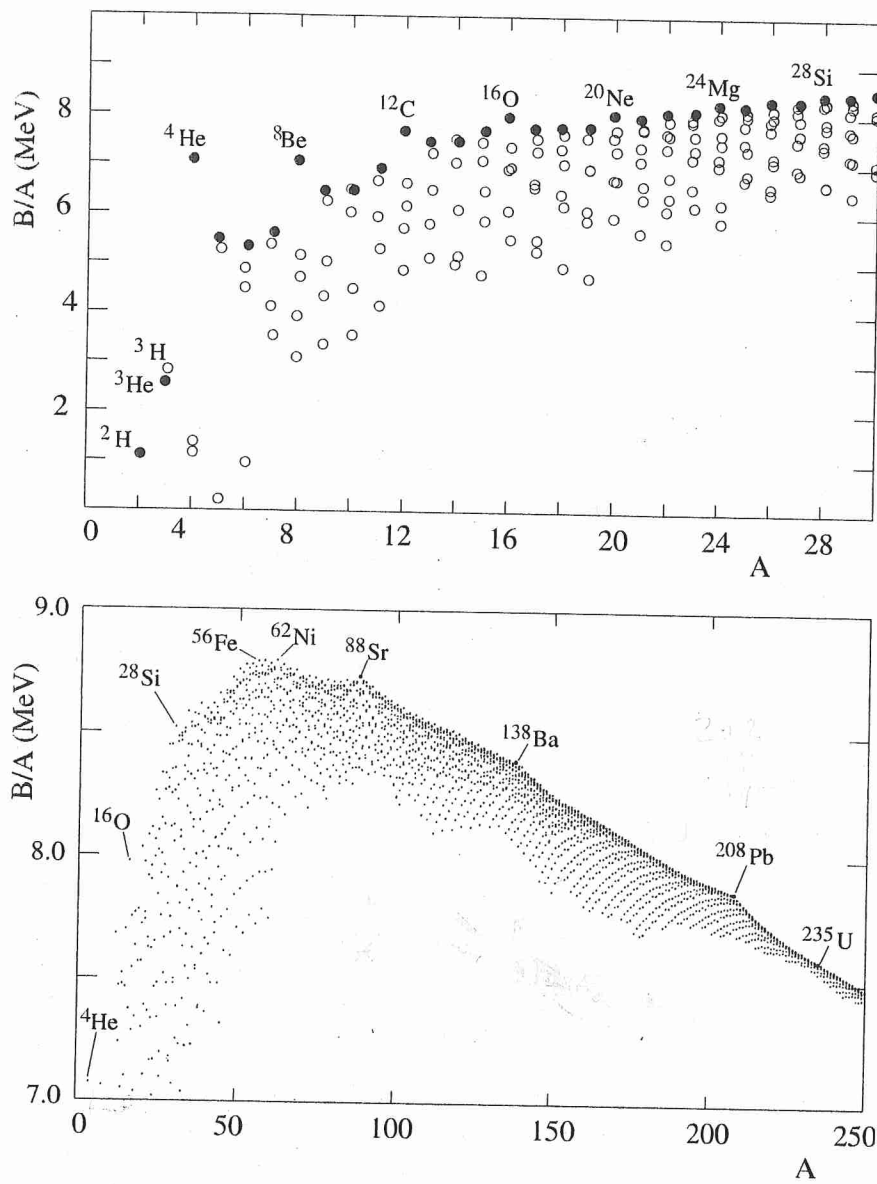 B/A (MeV)
8
6
4
2
⁴He
⁸Be
¹²C
¹⁶O
²⁰Ne
²⁴Mg
²⁸Si
³H
³He
²H
0
4
8
12
16
20
24
28
A
9.0
B/A (MeV)
8.0
7.0
⁵⁶Fe
⁶²Ni
⁸⁸Sr
²⁸Si
¹³⁸Ba
¹⁶O
²⁰⁸Pb
²³⁵U
⁴He
0
50
100
150
200
250
A